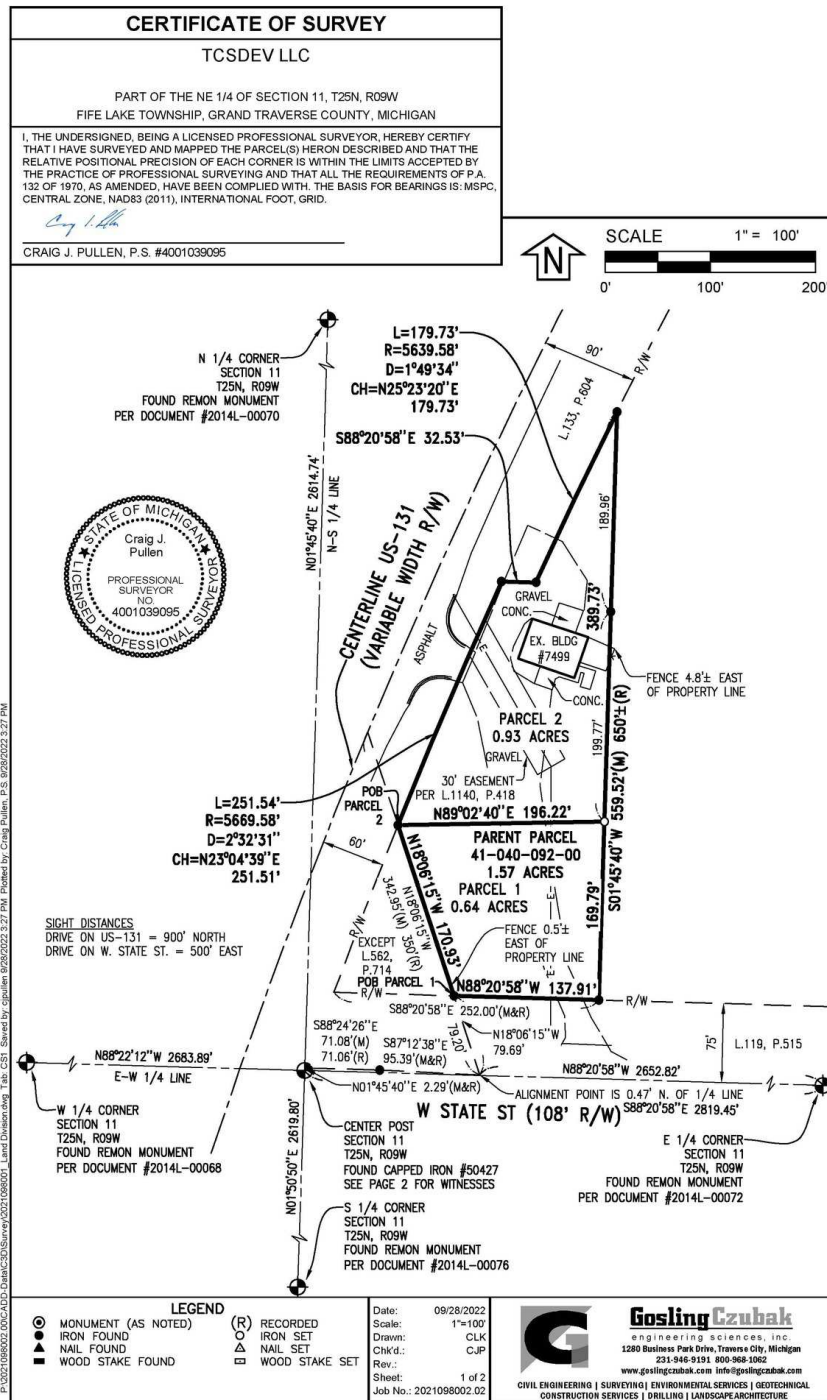 CERTIFICATE OF SURVEY
TCSDEV LLC
PART OF THE NE 1/4 OF SECTION 11, T25N, R09W
FIFE LAKE TOWNSHIP, GRAND TRAVERSE COUNTY, MICHIGAN
I, THE UNDERSIGNED, BEING A LICENSED PROFESSIONAL SURVEYOR, HEREBY CERTIFY
THAT I HAVE SURVEYED AND MAPPED THE PARCEL(S) HERON DESCRIBED AND THAT THE
RELATIVE POSITIONAL PRECISION OF EACH CORNER IS WITHIN THE LIMITS ACCEPTED BY
THE PRACTICE OF PROFESSIONAL SURVEYING AND THAT ALL THE REQUIREMENTS OF P.A.
132 OF 1970, AS AMENDED, HAVE BEEN COMPLIED WITH. THE BASIS FOR BEARINGS IS: MSPC,
CENTRAL ZONE, NAD83 (2011), INTERNATIONAL FOOT, GRID.
CRAIG J. PULLEN, P.S. #4001039095
N
SCALE 1" = 100'
0' 100' 200'
N 1/4 CORNER
SECTION 11
T25N, R09W
FOUND REMON MONUMENT
PER DOCUMENT #2014L-00070
L=179.73'
R=5639.58'
D=1°49'34"
CH=N25°23'20"E
179.73'
S88°20'58"E 32.53'
90'
R/W
L.133, P.604
N01°45'40"E 2614.74'
N-S 1/4 LINE
STATE OF MICHIGAN
Craig J.
Pullen
PROFESSIONAL
SURVEYOR
NO.
4001039095
LICENSED PROFESSIONAL SURVEYOR
CENTERLINE US-131
(VARIABLE WIDTH R/W)
ASPHALT
E
GRAVEL
CONC.
EX. BLDG
#7499
CONC.
189.96'
389.73'
FENCE 4.8'± EAST
OF PROPERTY LINE
PARCEL 2
0.93 ACRES
GRAVEL
199.77'
S01°45'40"W 559.52'(M) 650'±(R)
30' EASEMENT
PER L.1140, P.418
POB
PARCEL
2
N89°02'40"E 196.22'
L=251.54'
R=5669.58'
D=2°32'31"
CH=N23°04'39"E
251.51'
60'
R/W
PARENT PARCEL
41-040-092-00
1.57 ACRES
PARCEL 1
0.64 ACRES
E
169.79'
N18°06'15"W 170.93'
N18°06'15"W
342.95'(M) 350'(R)
FENCE 0.5'±
EAST OF
PROPERTY LINE
SIGHT DISTANCES
DRIVE ON US-131 = 900' NORTH
DRIVE ON W. STATE ST. = 500' EAST
EXCEPT
L.562,
P.714
POB PARCEL 1
N88°20'58"W 137.91'
E
R/W
R/W
S88°20'58"E 252.00'(M&R)
S88°24'26"E
71.08'(M)
71.06'(R)
S87°12'38"E
95.39'(M&R)
79.20'
N18°06'15"W
79.69'
75'
L.119, P.515
N88°22'12"W 2683.89'
E-W 1/4 LINE
N88°20'58"W 2652.82'
N01°45'40"E 2.29'(M&R)
ALIGNMENT POINT IS 0.47' N. OF 1/4 LINE
W STATE ST (108' R/W)
S88°20'58"E 2819.45'
W 1/4 CORNER
SECTION 11
T25N, R09W
FOUND REMON MONUMENT
PER DOCUMENT #2014L-00068
CENTER POST
SECTION 11
T25N, R09W
FOUND CAPPED IRON #50427
SEE PAGE 2 FOR WITNESSES
E 1/4 CORNER
SECTION 11
T25N, R09W
FOUND REMON MONUMENT
PER DOCUMENT #2014L-00072
N01°50'50"E 2619.80'
S 1/4 CORNER
SECTION 11
T25N, R09W
FOUND REMON MONUMENT
PER DOCUMENT #2014L-00076
LEGEND
MONUMENT (AS NOTED) (R) RECORDED
IRON FOUND IRON SET
NAIL FOUND NAIL SET
WOOD STAKE FOUND WOOD STAKE SET
Date: 09/28/2022
Scale: 1"=100'
Drawn: CLK
Chk'd.: CJP
Rev.:
Sheet: 1 of 2
Job No.: 2021098002.02
Gosling Czubak
engineering sciences, inc.
1280 Business Park Drive, Traverse City, Michigan
231-946-9191 800-968-1062
www.goslingczubak.com info@goslingczubak.com
CIVIL ENGINEERING | SURVEYING | ENVIRONMENTAL SERVICES | GEOTECHNICAL
CONSTRUCTION SERVICES | DRILLING | LANDSCAPE ARCHITECTURE